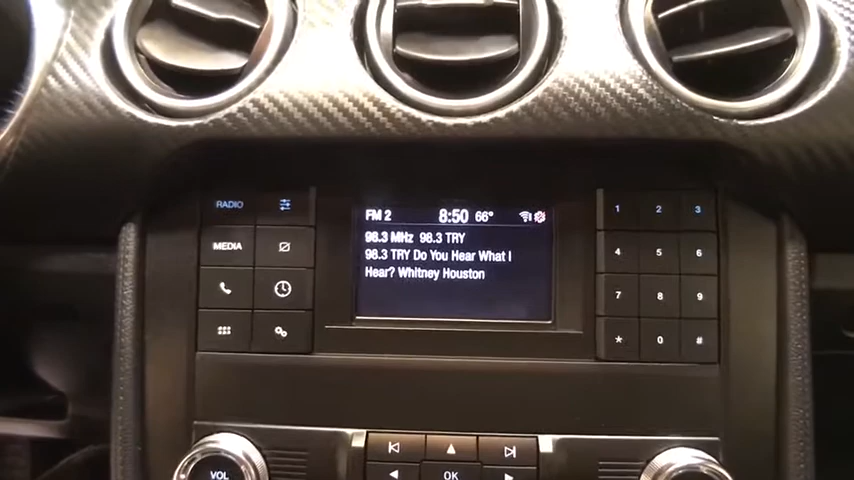 RADIO
MEDIA
FM 2 8:50 66°
98.3 MHz 98.3 TRY
98.3 TRY Do You Hear What I
Hear? Whitney Houston
1 2 3
4 5 6
7 8 9
* 0 #
VOL
OK